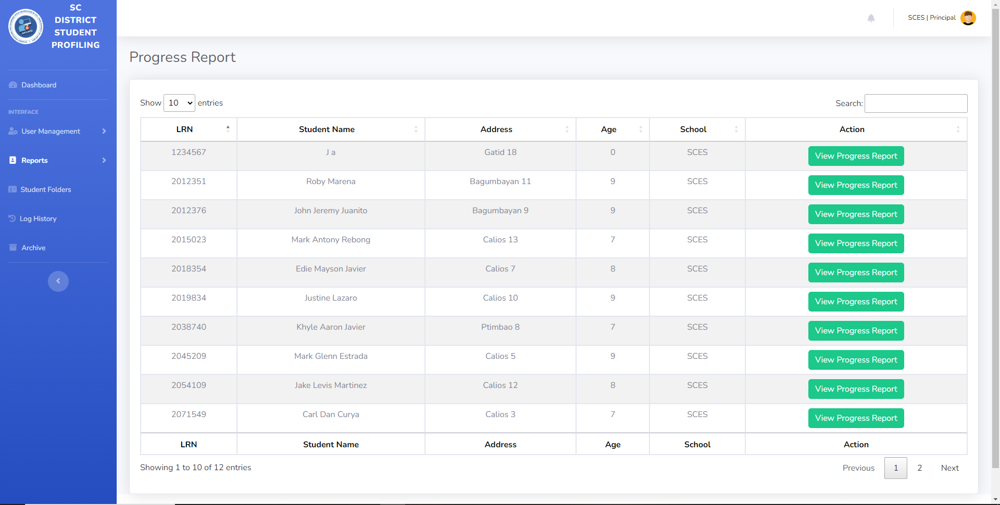 SC
DISTRICT
STUDENT
PROFILING
SCES | Principal
Dashboard
INTERFACE
User Management
Reports
Student Folders
Log History
Archive
Progress Report
Show 10 entries
Search:
LRN Student Name Address Age School Action
1234567 J a Gatid 18 0 SCES View Progress Report
2012351 Roby Marena Bagumbayan 11 9 SCES View Progress Report
2012376 John Jeremy Juanito Bagumbayan 9 9 SCES View Progress Report
2015023 Mark Antony Rebong Calios 13 7 SCES View Progress Report
2018354 Edie Mayson Javier Calios 7 8 SCES View Progress Report
2019834 Justine Lazaro Calios 10 9 SCES View Progress Report
2038740 Khyle Aaron Javier Ptimbao 8 7 SCES View Progress Report
2045209 Mark Glenn Estrada Calios 5 9 SCES View Progress Report
2054109 Jake Levis Martinez Calios 12 8 SCES View Progress Report
2071549 Carl Dan Curya Calios 3 7 SCES View Progress Report
LRN Student Name Address Age School Action
Showing 1 to 10 of 12 entries
Previous 1 2 Next